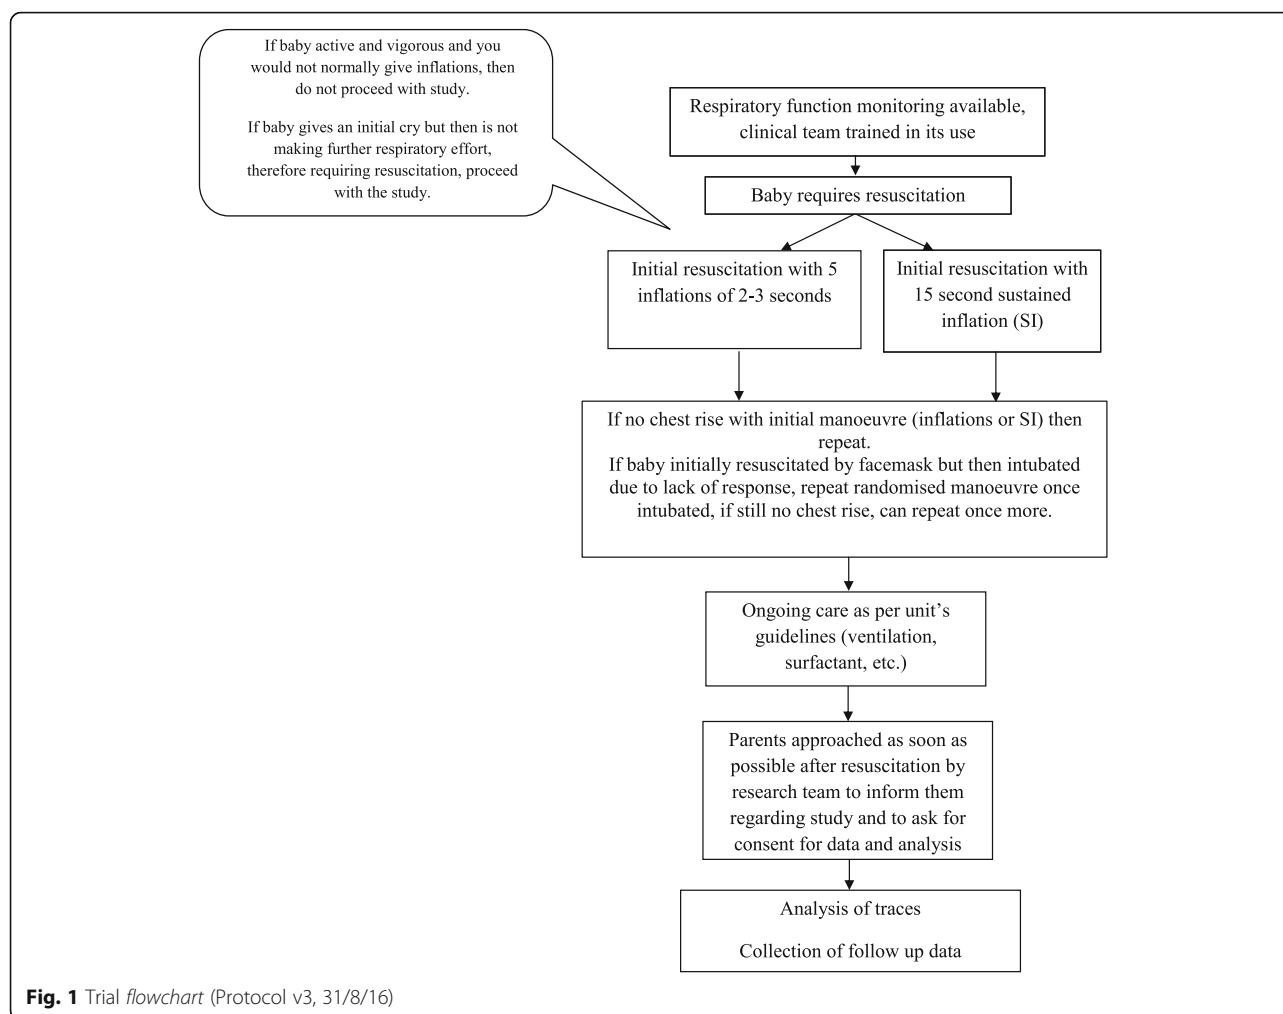 If baby active and vigorous and you
would not normally give inflations, then
do not proceed with study.
If baby gives an initial cry but then is not
making further respiratory effort,
therefore requiring resuscitation, proceed
with the study.
Respiratory function monitoring available,
clinical team trained in its use
Baby requires resuscitation
Initial resuscitation with 5
inflations of 2-3 seconds
Initial resuscitation with
15 second sustained
inflation (SI)
If no chest rise with initial manoeuvre (inflations or SI) then
repeat.
If baby initially resuscitated by facemask but then intubated
due to lack of response, repeat randomised manoeuvre once
intubated, if still no chest rise, can repeat once more.
Ongoing care as per unit’s
guidelines (ventilation,
surfactant, etc.)
Parents approached as soon as
possible after resuscitation by
research team to inform them
regarding study and to ask for
consent for data and analysis
Analysis of traces
Collection of follow up data
Fig. 1 Trial flowchart (Protocol v3, 31/8/16)